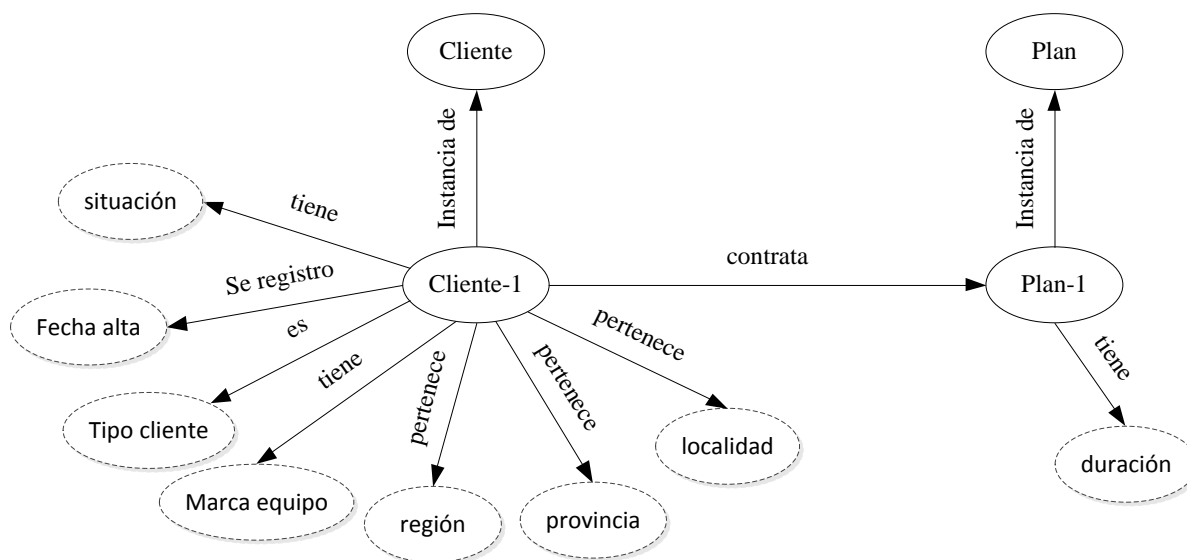 Cliente
Plan
Instancia de
Instancia de
situación
tiene
Cliente-1
contrata
Plan-1
Se registro
Fecha alta
es
pertenece
tiene
tiene
pertenece
pertenece
Tipo cliente
localidad
duración
Marca equipo
región
provincia